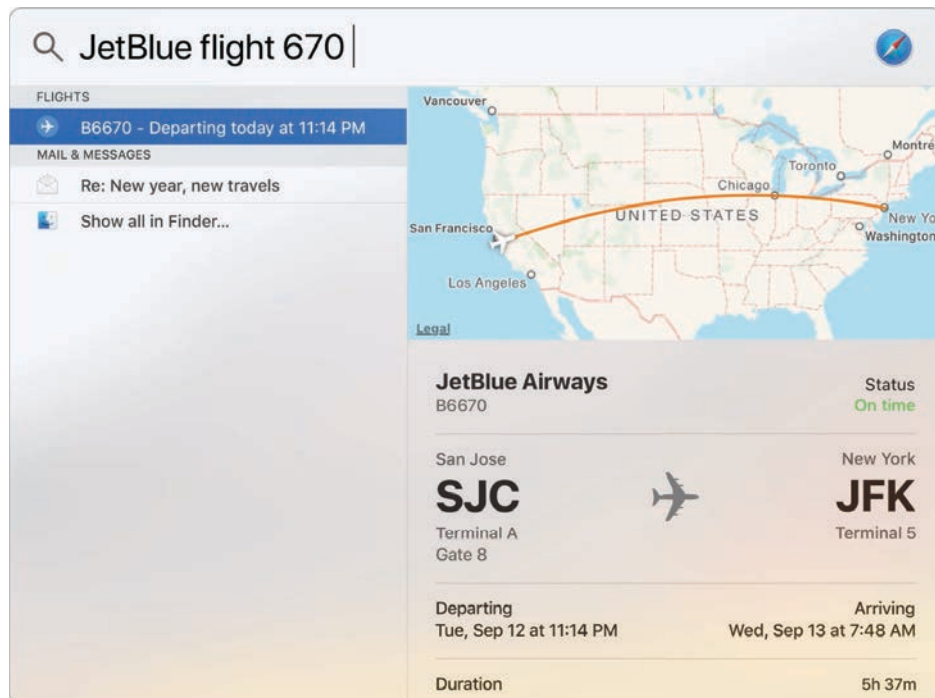 JetBlue flight 670
FLIGHTS
B6670 - Departing today at 11:14 PM
MAIL & MESSAGES
Re: New year, new travels
Show all in Finder...
Vancouver
Montre
Toronto
Chicago
UNITED STATES
New Yo
San Francisco
Washington
Los Angeles
Legal
JetBlue Airways
Status
B6670
On time
San Jose
New York
SJC
JFK
Terminal A
Terminal 5
Gate 8
Departing
Arriving
Tue, Sep 12 at 11:14 PM
Wed, Sep 13 at 7:48 AM
Duration
5h 37m